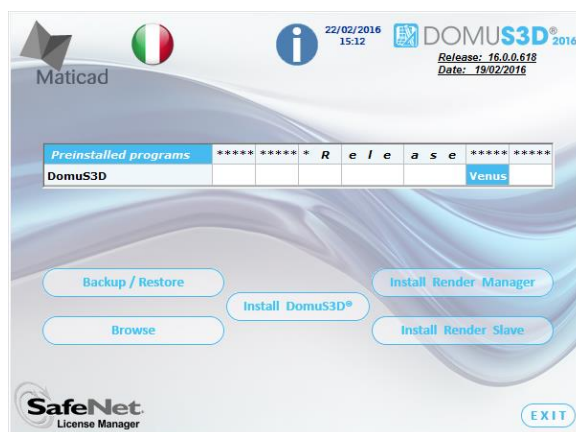 Maticad
22/02/2016
15:12
DOMUS3D® 2016
Release: 16.0.0.618
Date: 19/02/2016
Preinstalled programs ***** ***** * R e l e a s e ***** *****
DomuS3D Venus
Backup / Restore
Install Render Manager
Install DomuS3D®
Browse
Install Render Slave
SafeNet.
License Manager
EXIT